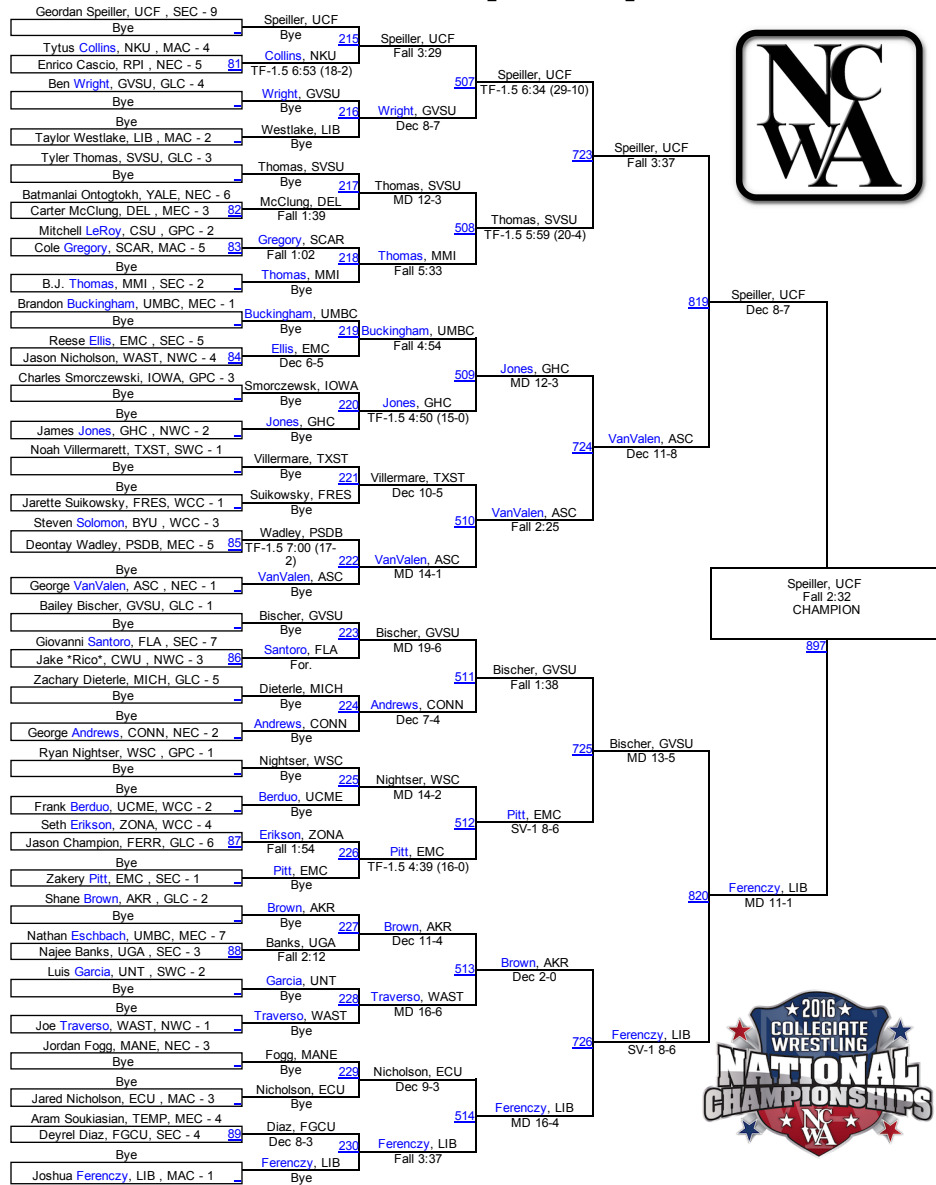 Geordan Speiller, UCF , SEC - 9
Bye
Tytus Collins, NKU , MAC - 4
Enrico Cascio, RPI , NEC - 5 81
Ben Wright, GVSU, GLC - 4
Bye
Bye
Taylor Westlake, LIB , MAC - 2
Tyler Thomas, SVSU, GLC - 3
Bye
Batmanlai Ontogtokh, YALE, NEC - 6
Carter McClung, DEL , MEC - 3 82
Mitchell LeRoy, CSU , GPC - 2
Cole Gregory, SCAR, MAC - 5 83
Bye
B.J. Thomas, MMI , SEC - 2
Brandon Buckingham, UMBC, MEC - 1
Bye
Reese Ellis, EMC , SEC - 5
Jason Nicholson, WAST, NWC - 4 84
Charles Smorczewski, IOWA, GPC - 3
Bye
Bye
James Jones, GHC , NWC - 2
Noah Villermarett, TXST, SWC - 1
Bye
Bye
Jarette Suikowsky, FRES, WCC - 1
Steven Solomon, BYU , WCC - 3
Deontay Wadley, PSDB, MEC - 5 85
Bye
George VanValen, ASC , NEC - 1
Bailey Bischer, GVSU, GLC - 1
Bye
Giovanni Santoro, FLA , SEC - 7
Jake *Rico*, CWU , NWC - 3 86
Zachary Dieterle, MICH, GLC - 5
Bye
Bye
George Andrews, CONN, NEC - 2
Ryan Nightser, WSC , GPC - 1
Bye
Bye
Frank Berduo, UCME, WCC - 2
Seth Erikson, ZONA, WCC - 4
Jason Champion, FERR, GLC - 6 87
Bye
Zakery Pitt, EMC , SEC - 1
Shane Brown, AKR , GLC - 2
Bye
Nathan Eschbach, UMBC, MEC - 7
Najee Banks, UGA , SEC - 3 88
Luis Garcia, UNT , SWC - 2
Bye
Bye
Joe Traverso, WAST, NWC - 1
Jordan Fogg, MANE, NEC - 3
Bye
Bye
Jared Nicholson, ECU , MAC - 3
Aram Soukiasian, TEMP, MEC - 4
Deyrel Diaz, FGCU, SEC - 4 89
Bye
Joshua Ferenczy, LIB , MAC - 1
Speiller, UCF
Bye
215
Collins, NKU
TF-1.5 6:53 (18-2)
Wright, GVSU
Bye
216
Westlake, LIB
Bye
Thomas, SVSU
Bye
217
McClung, DEL
Fall 1:39
Gregory, SCAR
Fall 1:02
218
Thomas, MMI
Bye
Buckingham, UMBC
Bye
219
Ellis, EMC
Dec 6-5
Smorczewsk, IOWA
Bye
220
Jones, GHC
Bye
Villermare, TXST
Bye
221
Suikowsky, FRES
Bye
Wadley, PSDB
TF-1.5 7:00 (17-
2)
222
VanValen, ASC
Bye
Bischer, GVSU
Bye
223
Santoro, FLA
For.
Dieterle, MICH
Bye
224
Andrews, CONN
Bye
Nightser, WSC
Bye
225
Berduo, UCME
Bye
Erikson, ZONA
Fall 1:54
226
Pitt, EMC
Bye
Brown, AKR
Bye
227
Banks, UGA
Fall 2:12
Garcia, UNT
Bye
228
Traverso, WAST
Bye
Fogg, MANE
Bye
229
Nicholson, ECU
Bye
Diaz, FGCU
Dec 8-3
230
Ferenczy, LIB
Bye
Speiller, UCF
Fall 3:29
507
Wright, GVSU
Dec 8-7
Thomas, SVSU
MD 12-3
508
Thomas, MMI
Fall 5:33
Buckingham, UMBC
Fall 4:54
509
Jones, GHC
TF-1.5 4:50 (15-0)
Villermare, TXST
Dec 10-5
510
VanValen, ASC
MD 14-1
Bischer, GVSU
MD 19-6
511
Andrews, CONN
Dec 7-4
Nightser, WSC
MD 14-2
512
Pitt, EMC
TF-1.5 4:39 (16-0)
Brown, AKR
Dec 11-4
513
Traverso, WAST
MD 16-6
Nicholson, ECU
Dec 9-3
514
Ferenczy, LIB
Fall 3:37
Speiller, UCF
TF-1.5 6:34 (29-10)
723
Thomas, SVSU
TF-1.5 5:59 (20-4)
Jones, GHC
MD 12-3
724
VanValen, ASC
Fall 2:25
Bischer, GVSU
Fall 1:38
725
Pitt, EMC
SV-1 8-6
Brown, AKR
Dec 2-0
726
Ferenczy, LIB
MD 16-4
Speiller, UCF
Fall 3:37
819
VanValen, ASC
Dec 11-8
Bischer, GVSU
MD 13-5
820
Ferenczy, LIB
SV-1 8-6
Speiller, UCF
Dec 8-7
Ferenczy, LIB
MD 11-1
Speiller, UCF
Fall 2:32
CHAMPION
897
NCWA
2016
COLLEGIATE
WRESTLING
NATIONAL
CHAMPIONSHIPS
NCWA